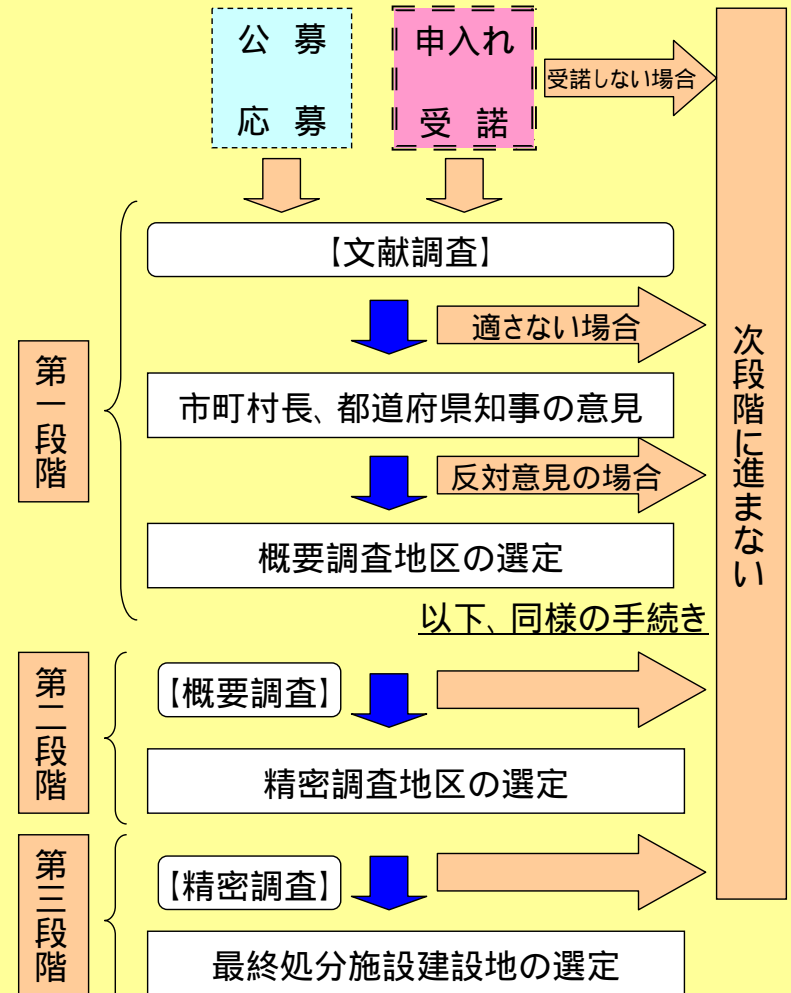 公 募
応 募
申入れ
受 諾
受諾しない場合
第一段階
【文献調査】
適さない場合
市町村長、都道府県知事の意見
反対意見の場合
概要調査地区の選定
次段階に進まない
以下、同様の手続き
第二段階
【概要調査】
精密調査地区の選定
第三段階
【精密調査】
最終処分施設建設地の選定